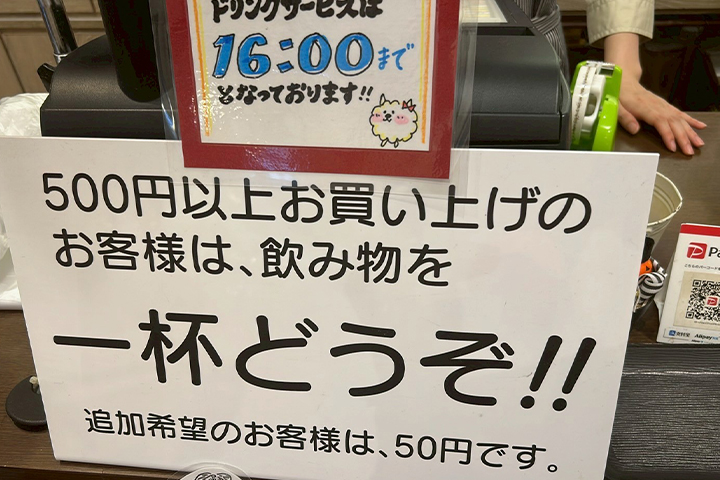 ドリンクサービスは
16:00まで
となっております!!
500円以上お買い上げの
お客様は、飲み物を
一杯どうぞ!!
追加希望のお客様は、50円です。
Pa
Alipay